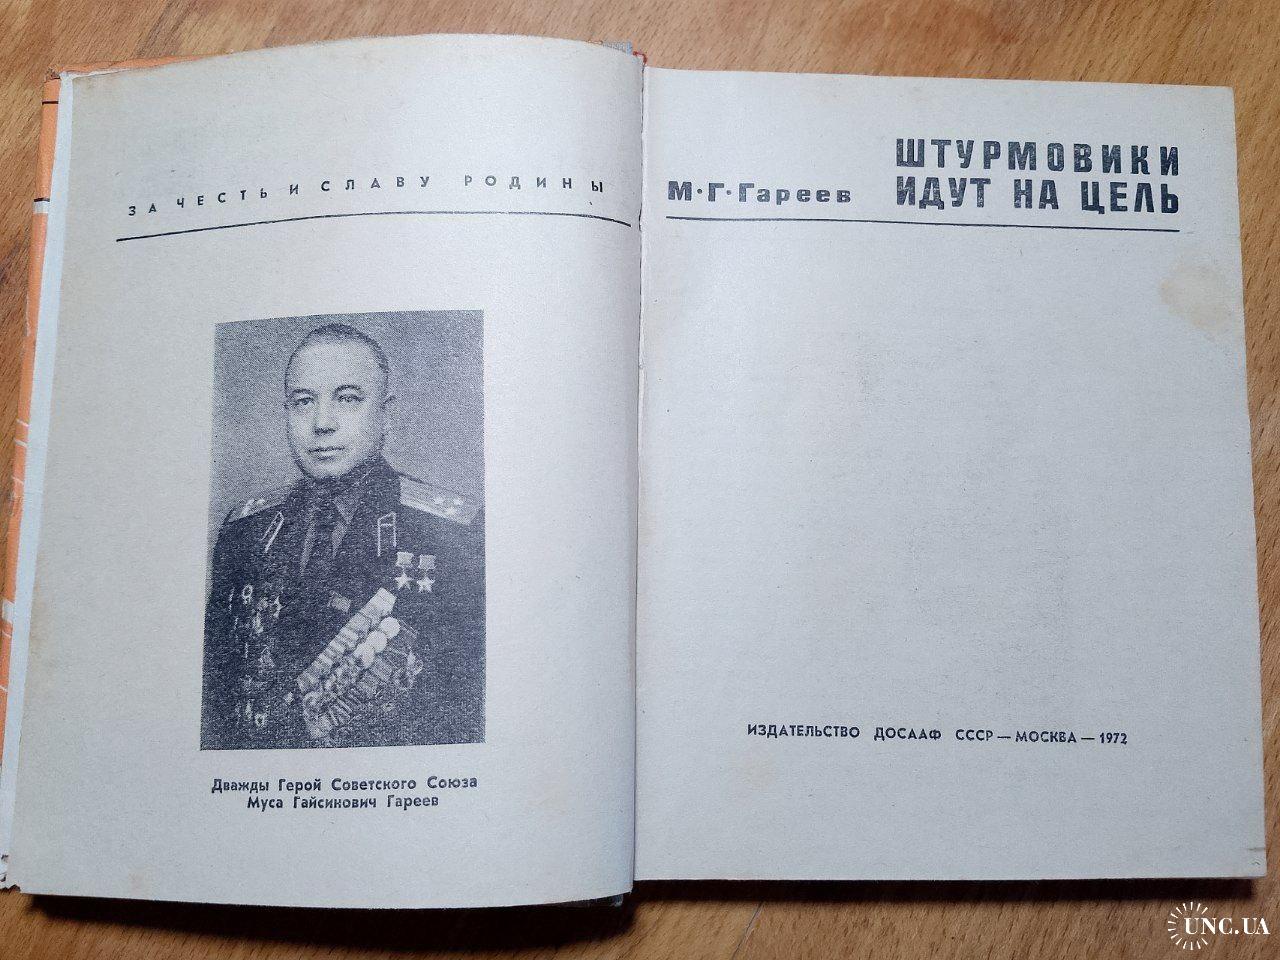 ЗА ЧЕСТЬ И СЛАВУ РОДИНЫ
Дважды Герой Советского Союза
Муса Гайсинович Гареев
М·Г·Гареев
ШТУРМОВИКИ
ИДУТ НА ЦЕЛЬ
ИЗДАТЕЛЬСТВО ДОСААФ СССР — МОСКВА — 1972
UNC.UA